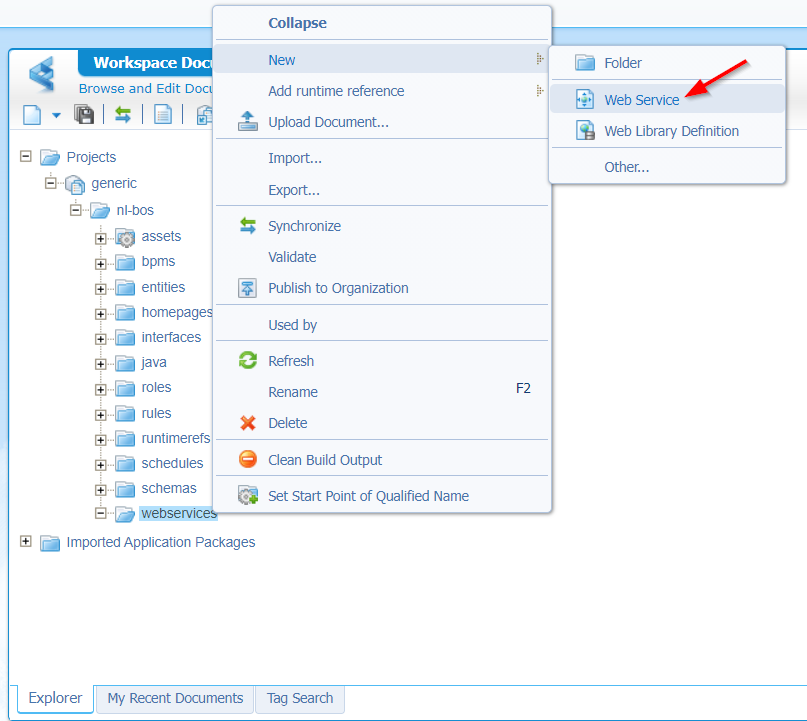 Workspace Docu
Browse and Edit Docu
Projects
generic
nl-bos
assets
bpms
entities
homepages
interfaces
java
roles
rules
runtimerefs
schedules
schemas
webservices
Imported Application Packages
Collapse
New
Add runtime reference
Upload Document...
Import...
Export...
Synchronize
Validate
Publish to Organization
Used by
Refresh
Rename F2
Delete
Clean Build Output
Set Start Point of Qualified Name
Folder
Web Service
Web Library Definition
Other...
Explorer My Recent Documents Tag Search